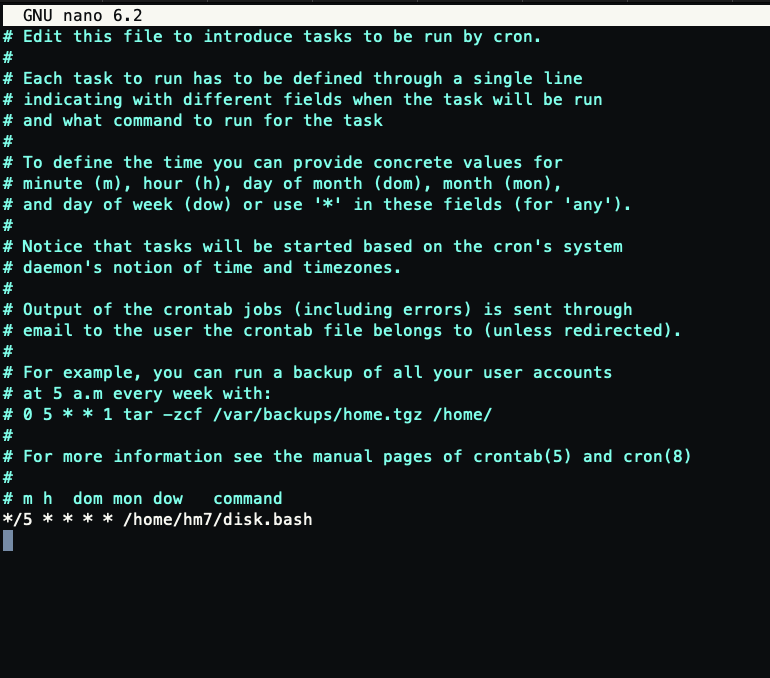 GNU nano 6.2
# Edit this file to introduce tasks to be run by cron.
#
# Each task to run has to be defined through a single line
# indicating with different fields when the task will be run
# and what command to run for the task
#
# To define the time you can provide concrete values for
# minute (m), hour (h), day of month (dom), month (mon),
# and day of week (dow) or use '*' in these fields (for 'any').
#
# Notice that tasks will be started based on the cron's system
# daemon's notion of time and timezones.
#
# Output of the crontab jobs (including errors) is sent through
# email to the user the crontab file belongs to (unless redirected).
#
# For example, you can run a backup of all your user accounts
# at 5 a.m every week with:
# 0 5 * * 1 tar -zcf /var/backups/home.tgz /home/
#
# For more information see the manual pages of crontab(5) and cron(8)
#
# m h  dom mon dow   command
*/5 * * * * /home/hm7/disk.bash